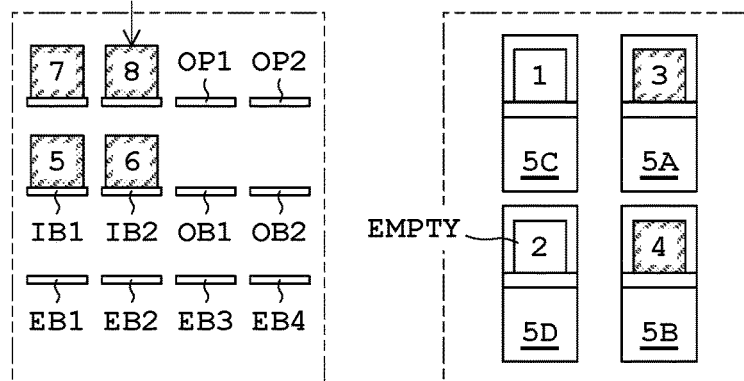 7 8 OP1 OP2
5 6
IB1 IB2 OB1 OB2
EB1 EB2 EB3 EB4
1 3
5C 5A
EMPTY 2 4
5D 5B